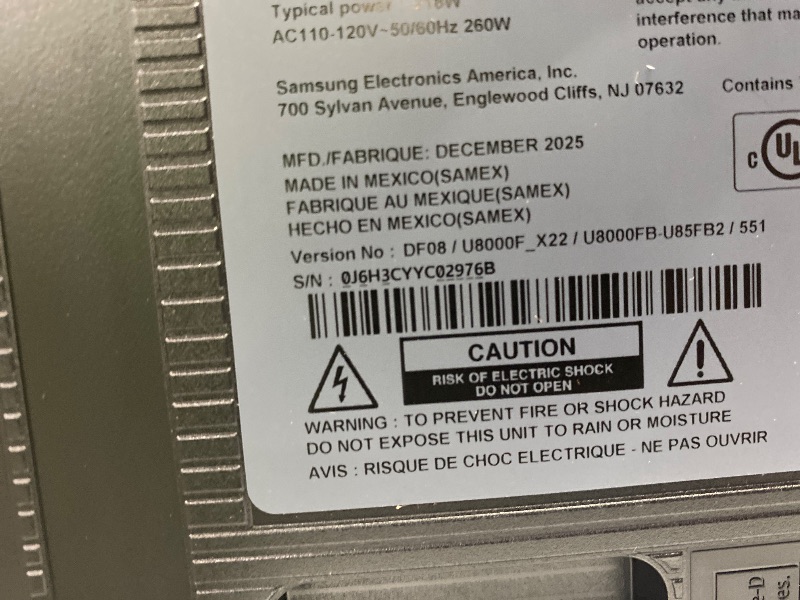 Typical power 318W
AC110-120V~50/60Hz 260W
interference that
operation.
Samsung Electronics America, Inc.
700 Sylvan Avenue, Englewood Cliffs, NJ 07632
Contains
MFD./FABRIQUE: DECEMBER 2025
MADE IN MEXICO(SAMEX)
FABRIQUE AU MEXIQUE(SAMEX)
HECHO EN MEXICO(SAMEX)
C UL
Version No : DF08 / U8000F_X22 / U8000FB-U85FB2 / 551
S/N : 0J6H3CYYC02976B
CAUTION
RISK OF ELECTRIC SHOCK
DO NOT OPEN
WARNING : TO PREVENT FIRE OR SHOCK HAZARD
DO NOT EXPOSE THIS UNIT TO RAIN OR MOISTURE
AVIS : RISQUE DE CHOC ELECTRIQUE - NE PAS OUVRIR